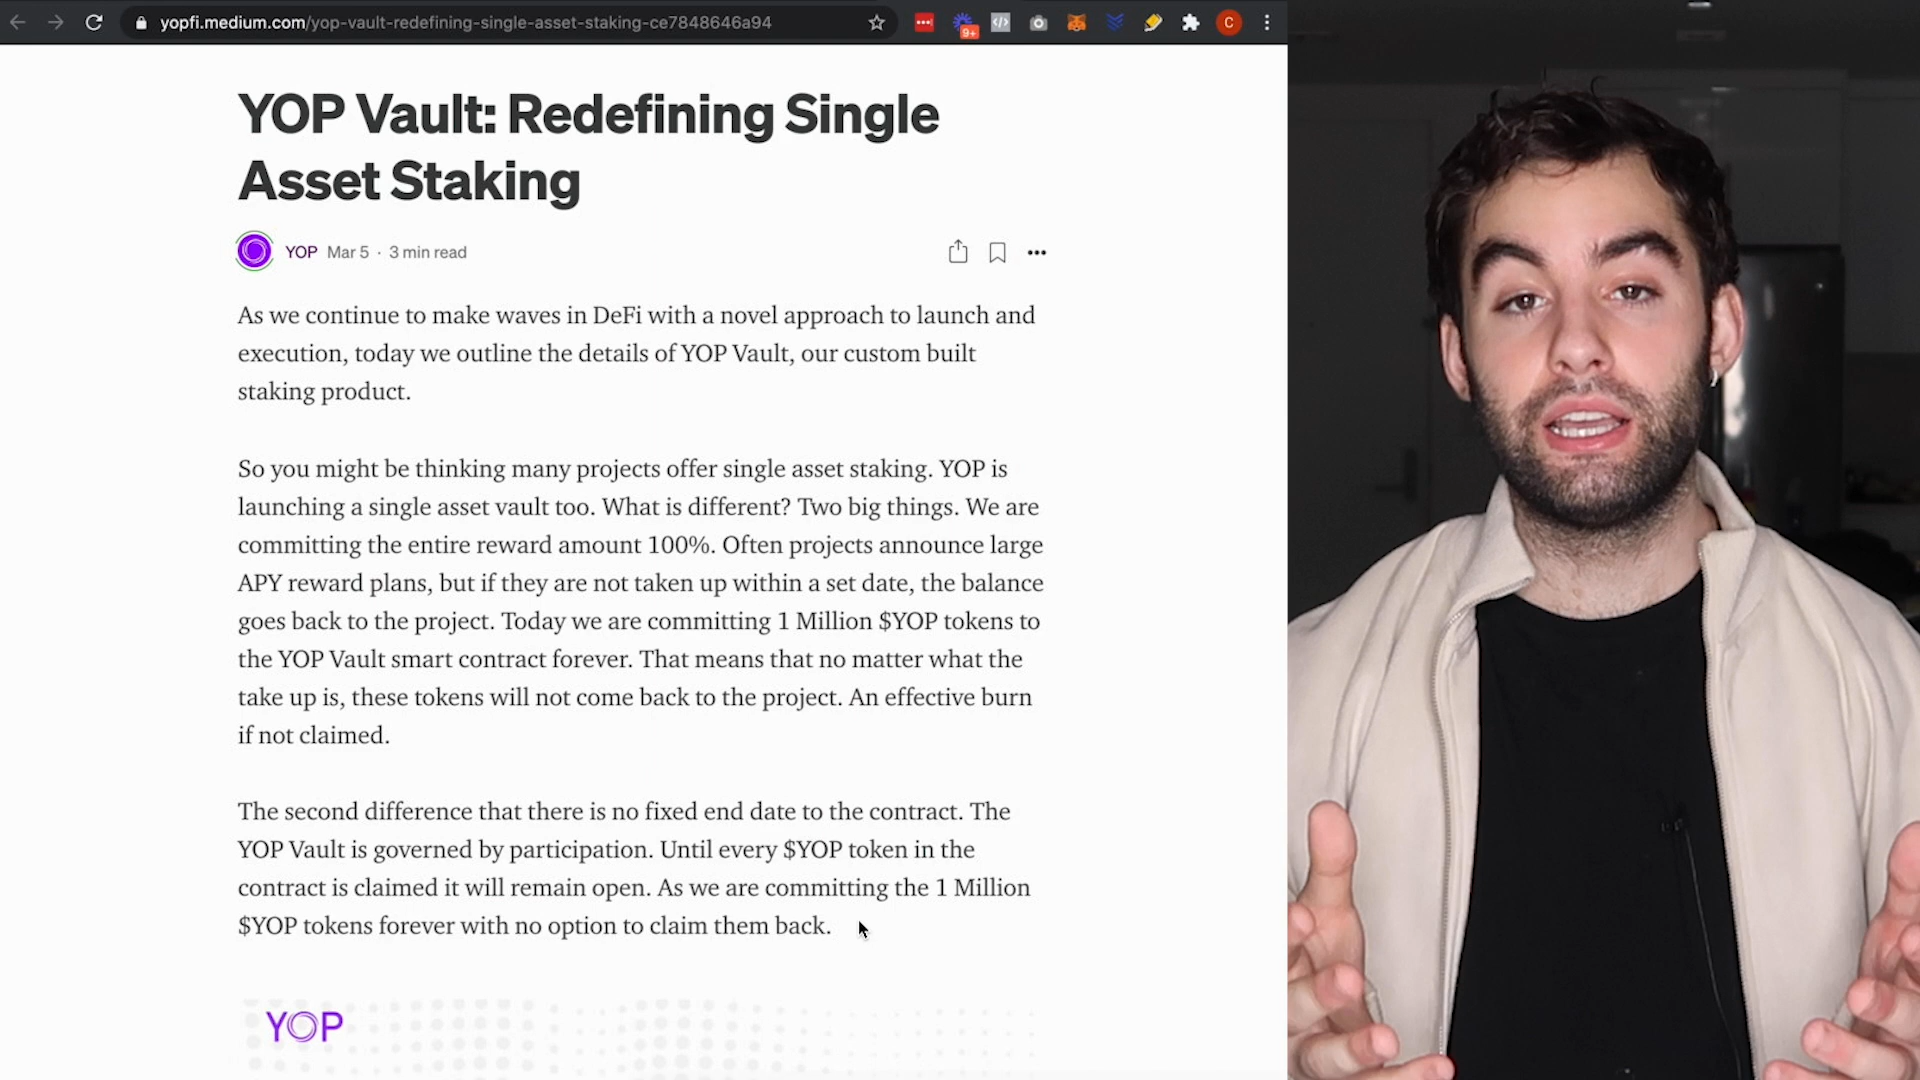 yopfi.medium.com/yop-vault-redefining-single-asset-staking-ce7848646a94
9+
C
YOP Vault: Redefining Single
Asset Staking
YOP Mar 5 · 3 min read
As we continue to make waves in DeFi with a novel approach to launch and
execution, today we outline the details of YOP Vault, our custom built
staking product.
So you might be thinking many projects offer single asset staking. YOP is
launching a single asset vault too. What is different? Two big things. We are
committing the entire reward amount 100%. Often projects announce large
APY reward plans, but if they are not taken up within a set date, the balance
goes back to the project. Today we are committing 1 Million $YOP tokens to
the YOP Vault smart contract forever. That means that no matter what the
take up is, these tokens will not come back to the project. An effective burn
if not claimed.
The second difference that there is no fixed end date to the contract. The
YOP Vault is governed by participation. Until every $YOP token in the
contract is claimed it will remain open. As we are committing the 1 Million
$YOP tokens forever with no option to claim them back.
YOP